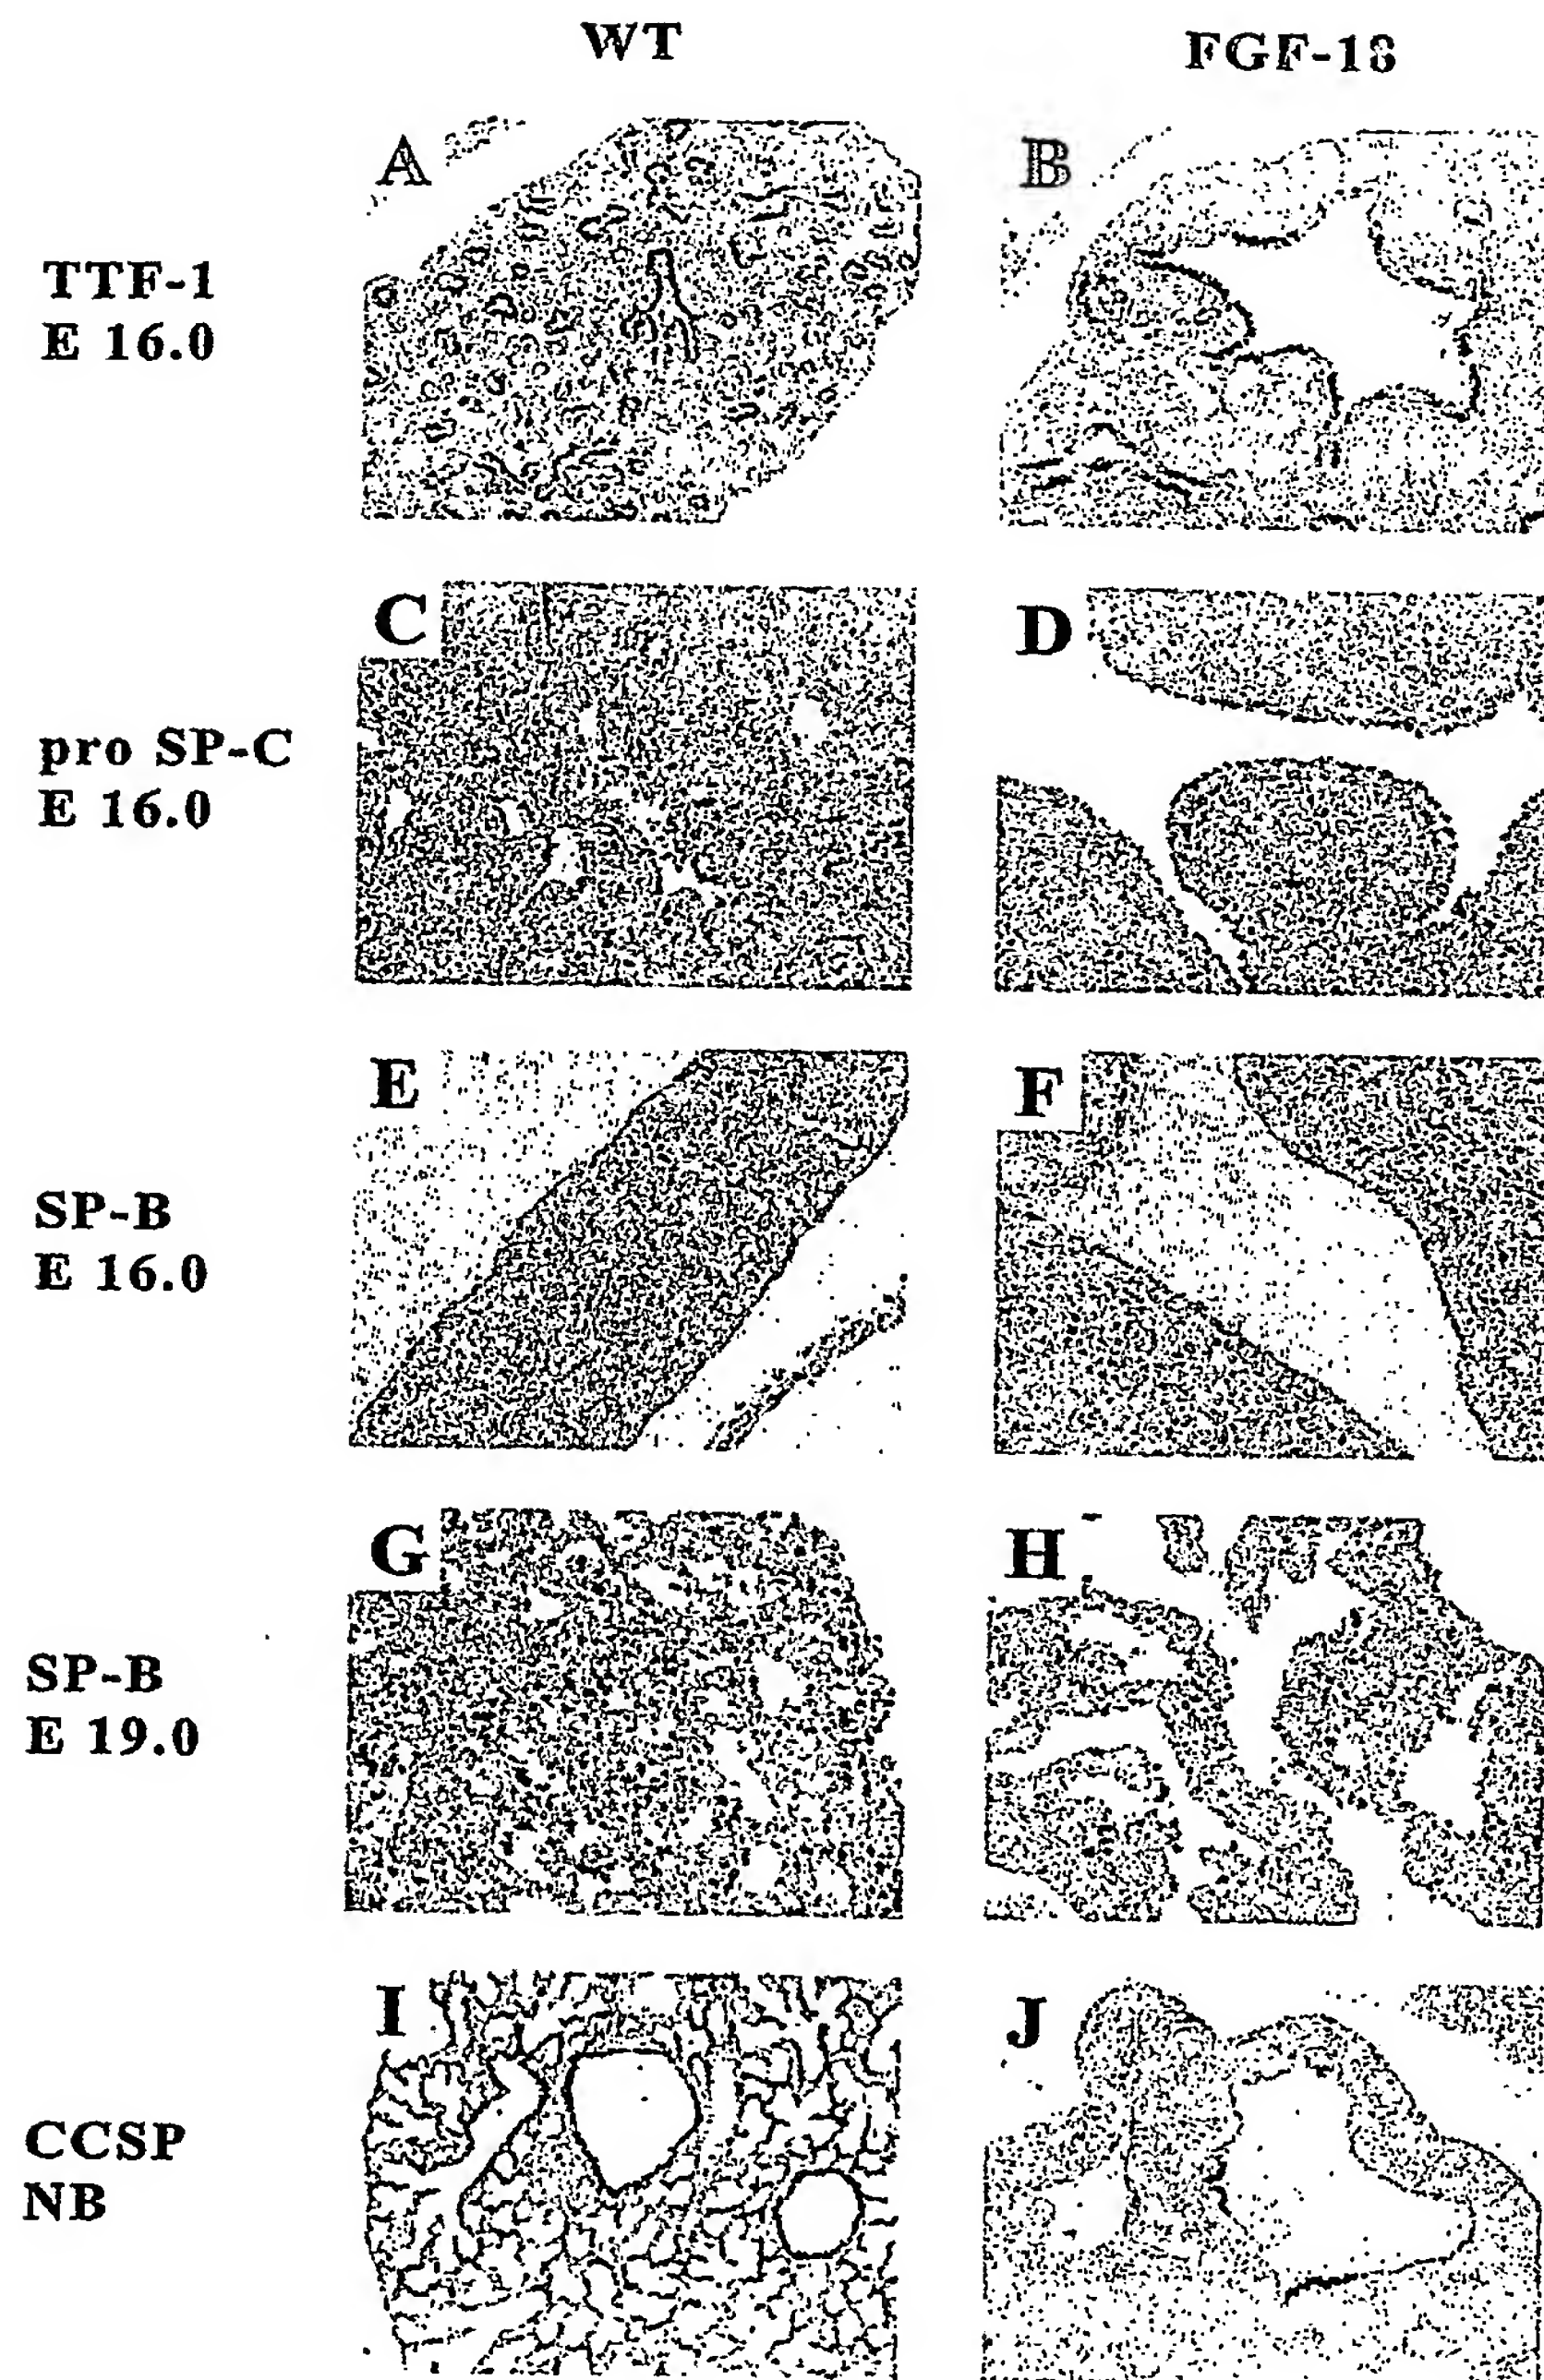 WT
FGF-18
A
B
TTF-1
E 16.0
C
D
pro SP-C
E 16.0
E
F
SP-B
E 16.0
G
H
SP-B
E 19.0
I
J
CCSP
NB